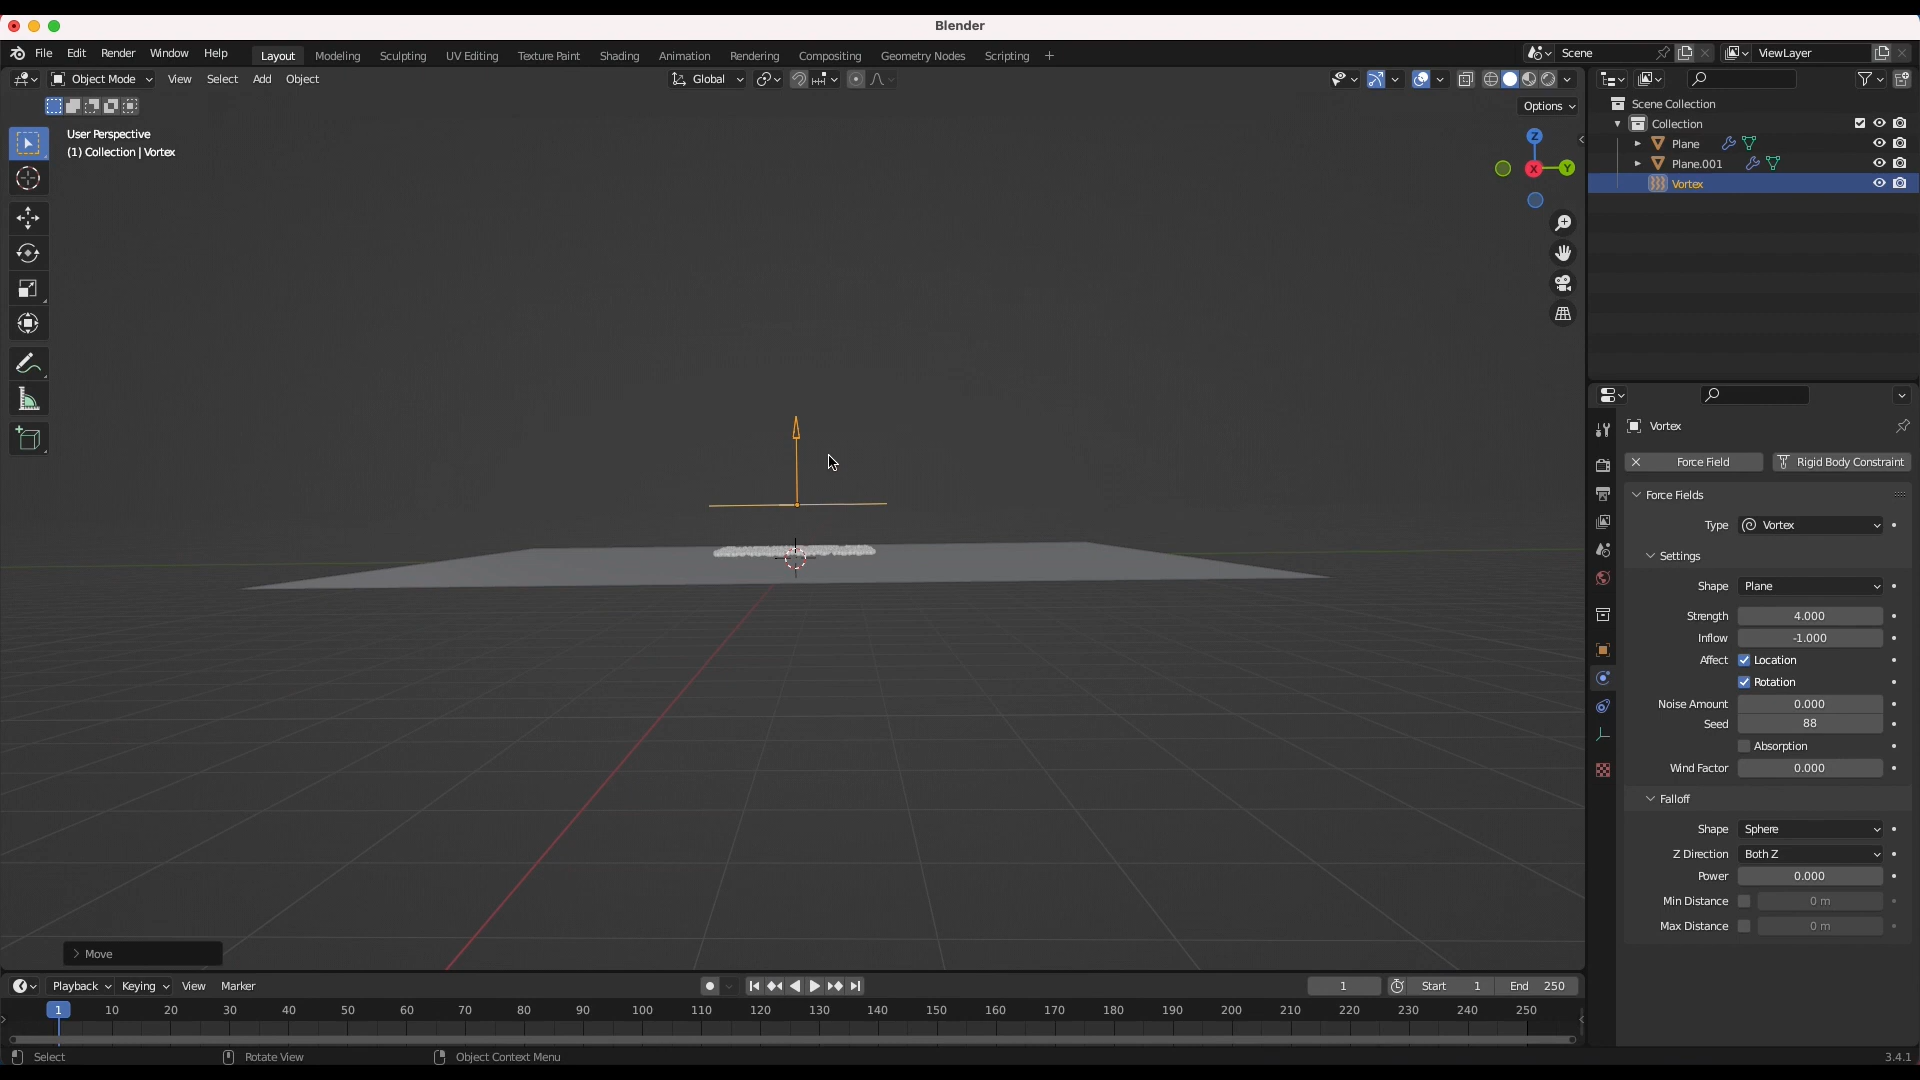 Blender
File Edit Render Window Help
Layout Modeling Sculpting UV Editing Texture Paint Shading Animation Rendering Compositing Geometry Nodes Scripting +
Scene
ViewLayer
Object Mode View Select Add Object
Global
Options
User Perspective
(1) Collection | Vortex
Z
X
Y
Scene Collection
Collection
Plane
Plane.001
Vortex
Vortex
Force Field
Rigid Body Constraint
Force Fields
Type Vortex
Settings
Shape Plane
Strength 4.000
Inflow -1.000
Affect Location
Rotation
Noise Amount 0.000
Seed 88
Absorption
Wind Factor 0.000
Falloff
Shape Sphere
Z Direction Both Z
Power 0.000
Min Distance 0 m
Max Distance 0 m
Move
Playback Keying View Marker
1 Start 1 End 250
1 10 20 30 40 50 60 70 80 90 100 110 120 130 140 150 160 170 180 190 200 210 220 230 240 250
Select Rotate View Object Context Menu 3.4.1